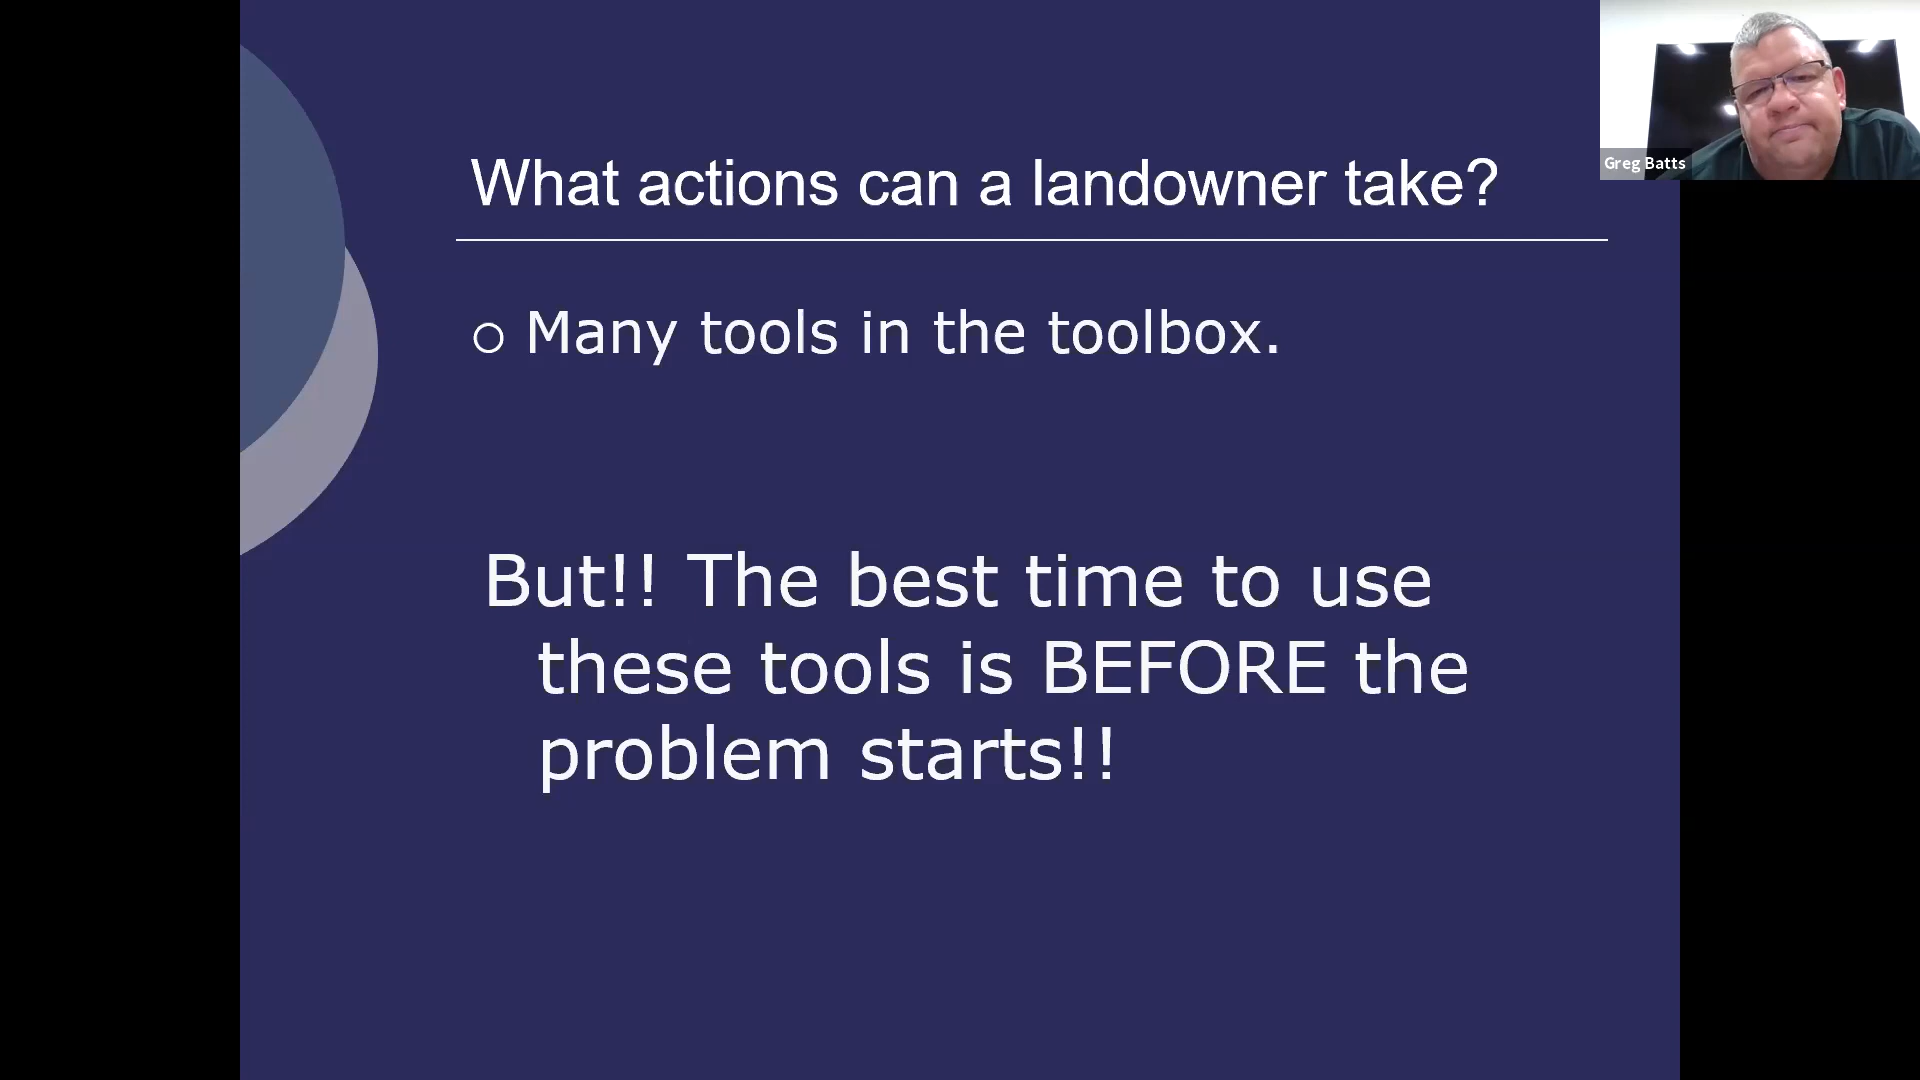 What actions can a landowner take?
Many tools in the toolbox.
But!! The best time to use
these tools is BEFORE the
problem starts!!
Greg Batts